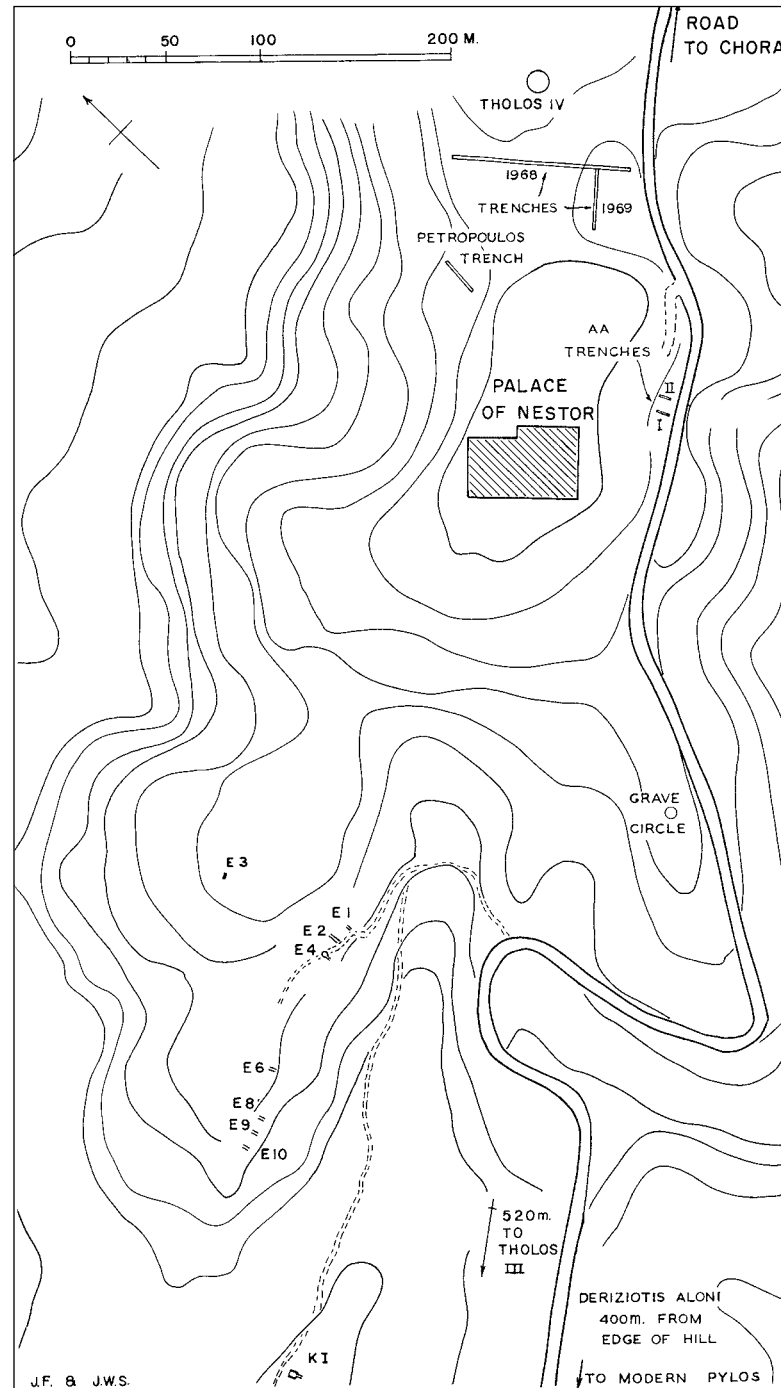 0 50 100 200 M.
ROAD
TO CHORA
THOLOS IV
1968
TRENCHES
1969
PETROPOULOS
TRENCH
AA
TRENCHES
II
I
PALACE
OF NESTOR
GRAVE
CIRCLE
E3
E1
E2
E4
E6
E8
E9
E10
520m.
TO
THOLOS
III
DERIZIOTIS ALONI
400m. FROM
EDGE OF HILL
K1
J.F. & J.W.S.
TO MODERN PYLOS